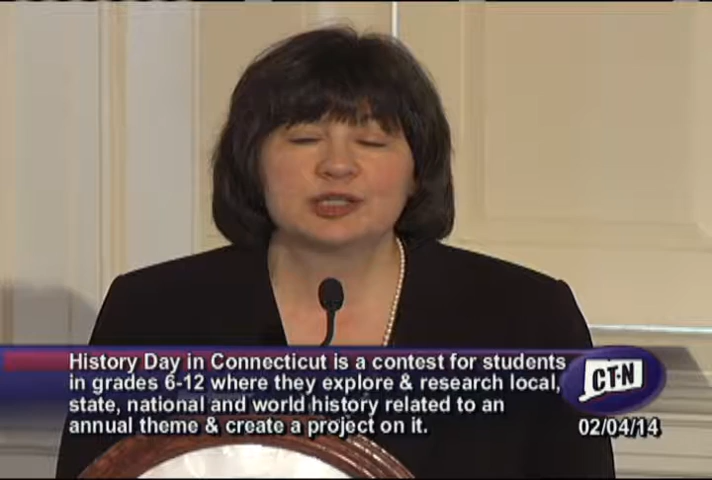 History Day in Connecticut is a contest for students
in grades 6-12 where they explore & research local,
state, national and world history related to an
annual theme & create a project on it.
CT-N
02/04/14